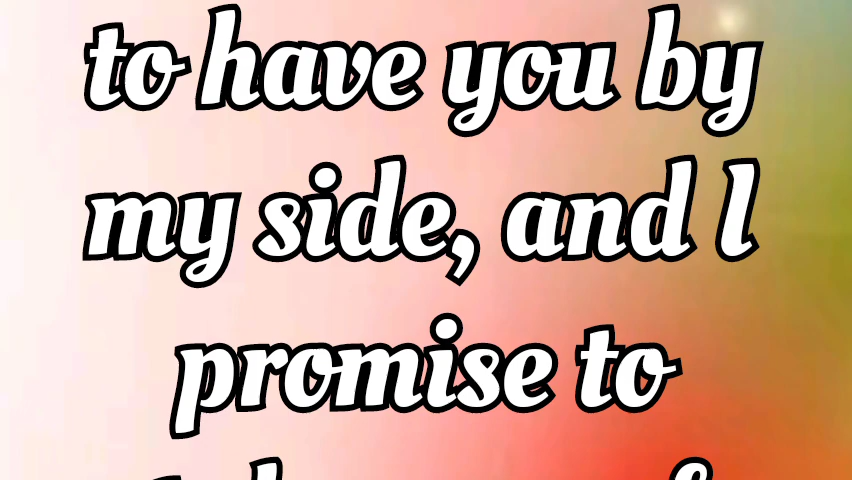 to have you by
my side, and I
promise to